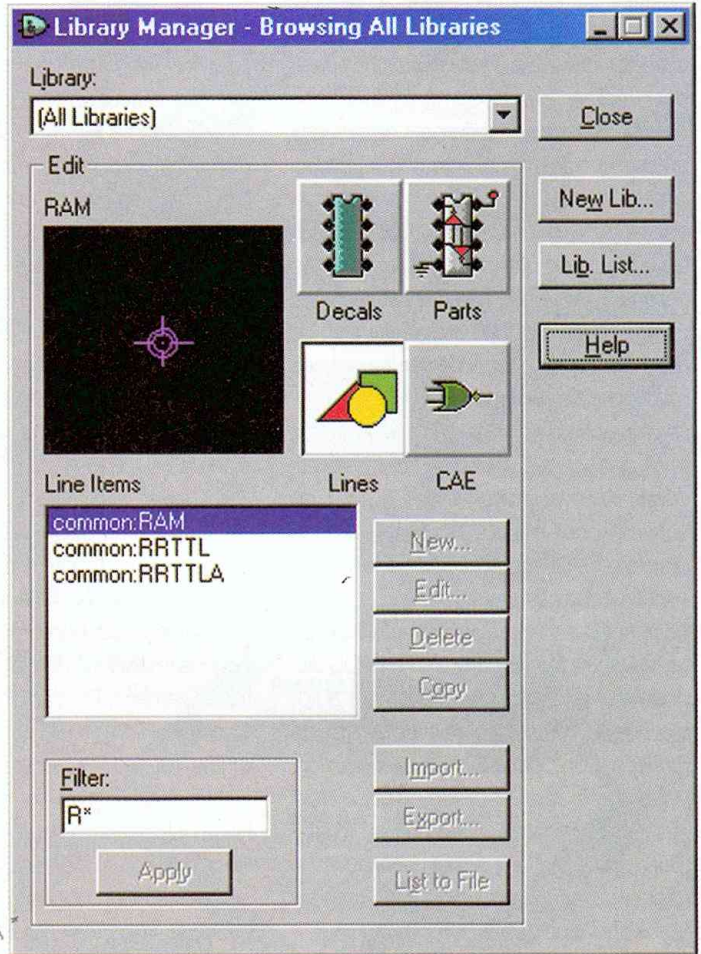 Library Manager - Browsing All Libraries
Library:
(All Libraries)
Close
Edit
RAM
New Lib...
Lib. List...
Decals
Parts
Help
Line Items
Lines
CAE
common:RAM
common:RRTTL
common:RRTTLA
New...
Edit...
Delete
Copy
Filter:
R*
Apply
Import...
Export...
List to File